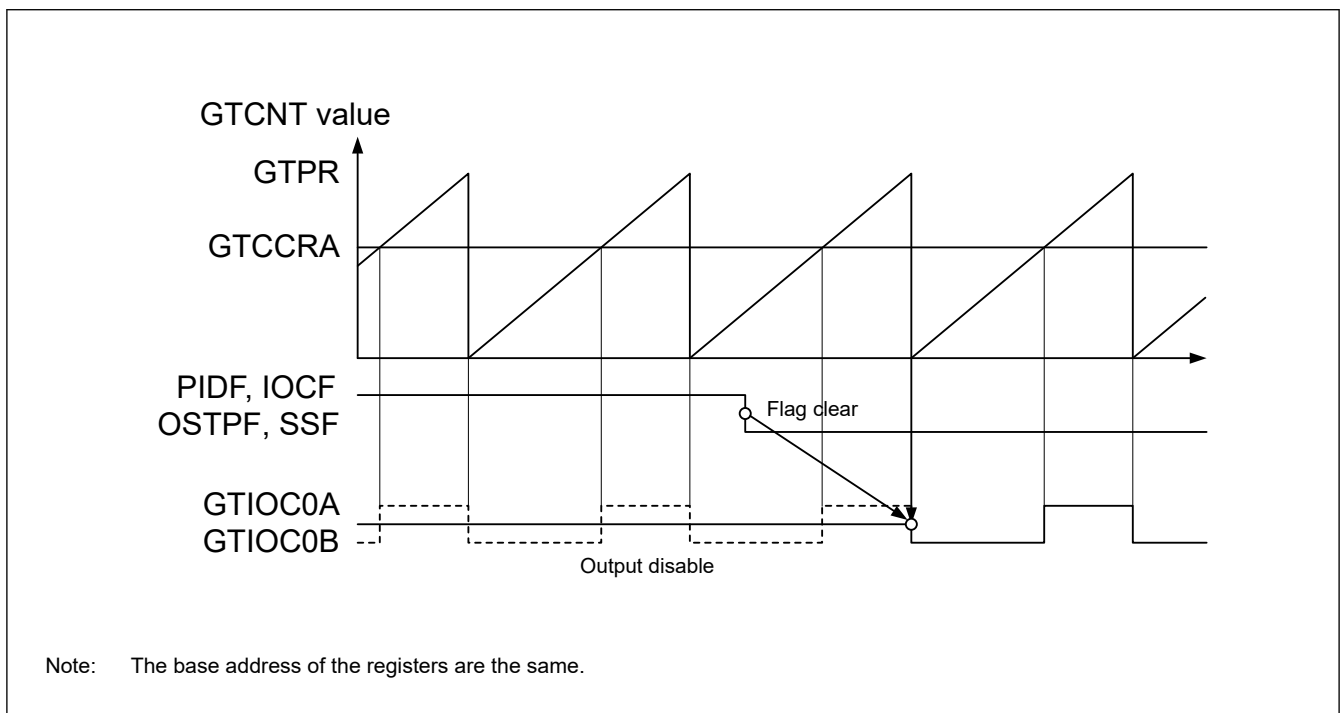 GTCNT value
GTPR
GTCCRA
PIDF, IOCF
OSTPF, SSF
Flag clear
GTIOC0A
GTIOC0B
Output disable
Note: The base address of the registers are the same.